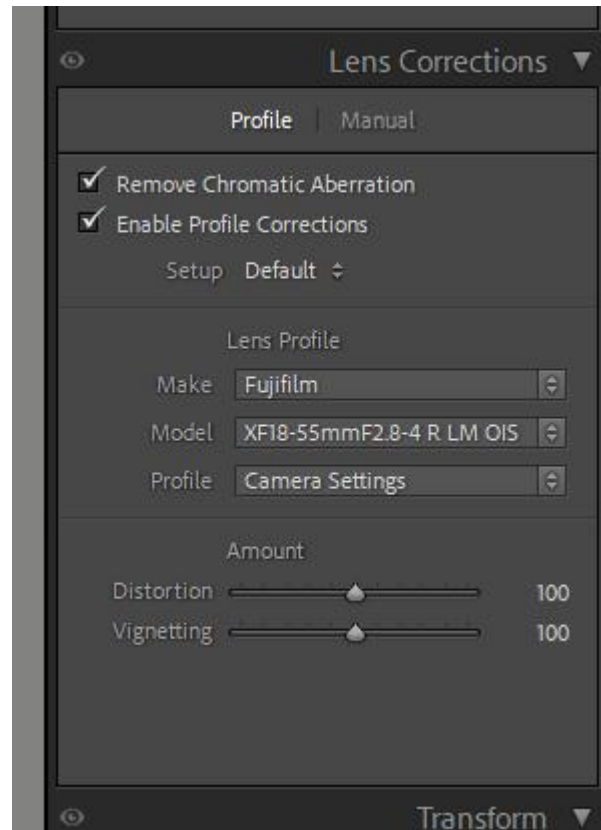 Lens Corrections
Profile Manual
Remove Chromatic Aberration
Enable Profile Corrections
Setup Default
Lens Profile
Make Fujifilm
Model XF18-55mmF2.8-4 R LM OIS
Profile Camera Settings
Amount
Distortion 100
Vignetting 100
Transform